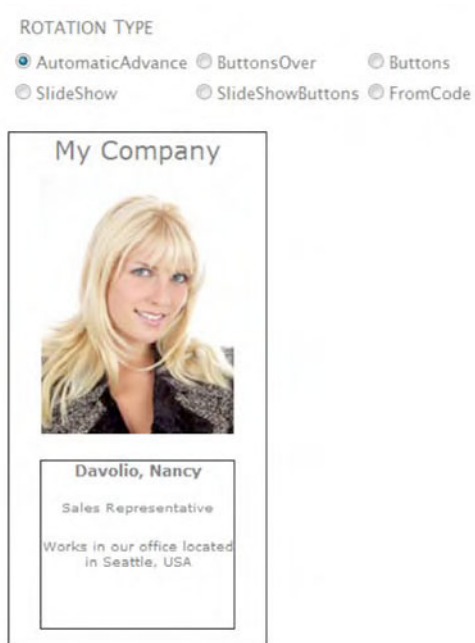 ROTATION TYPE
AutomaticAdvance ButtonsOver Buttons
SlideShow SlideShowButtons FromCode
My Company
Davolio, Nancy
Sales Representative
Works in our office located
in Seattle, USA